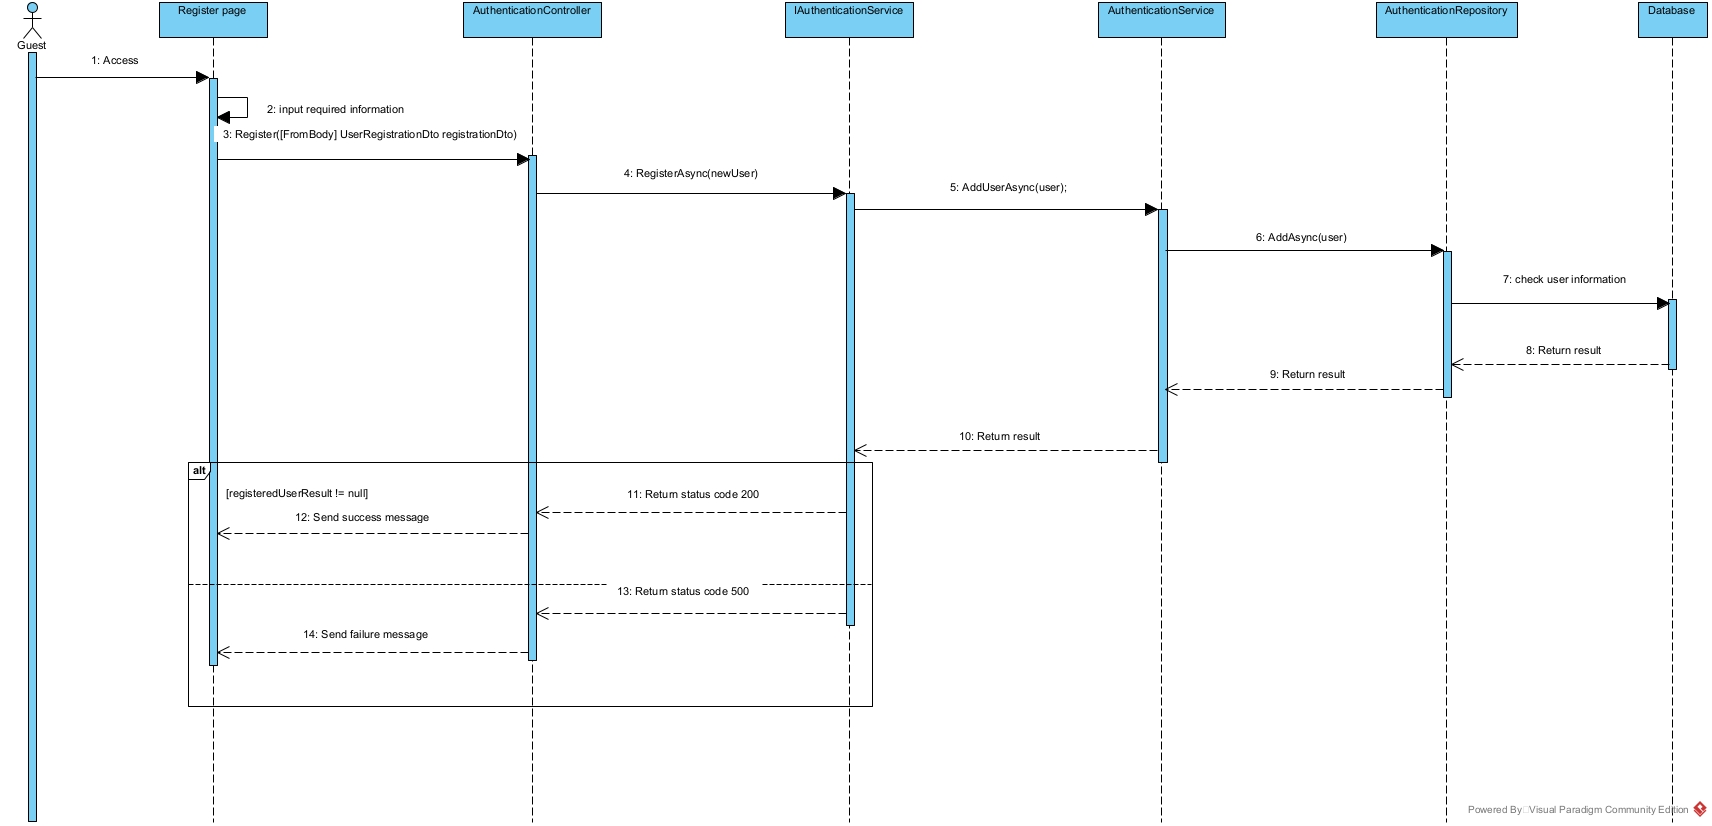 Register page
AuthenticationController
IAuthenticationService
AuthenticationService
AuthenticationRepository
Database
Guest
1: Access
2: input required information
3: Register([FromBody] UserRegistrationDto registrationDto)
4: RegisterAsync(newUser)
5: AddUserAsync(user);
6: AddAsync(user)
7: check user information
8: Return result
9: Return result
10: Return result
alt
[registeredUserResult != null]
11: Return status code 200
12: Send success message
13: Return status code 500
14: Send failure message
Powered By Visual Paradigm Community Edition